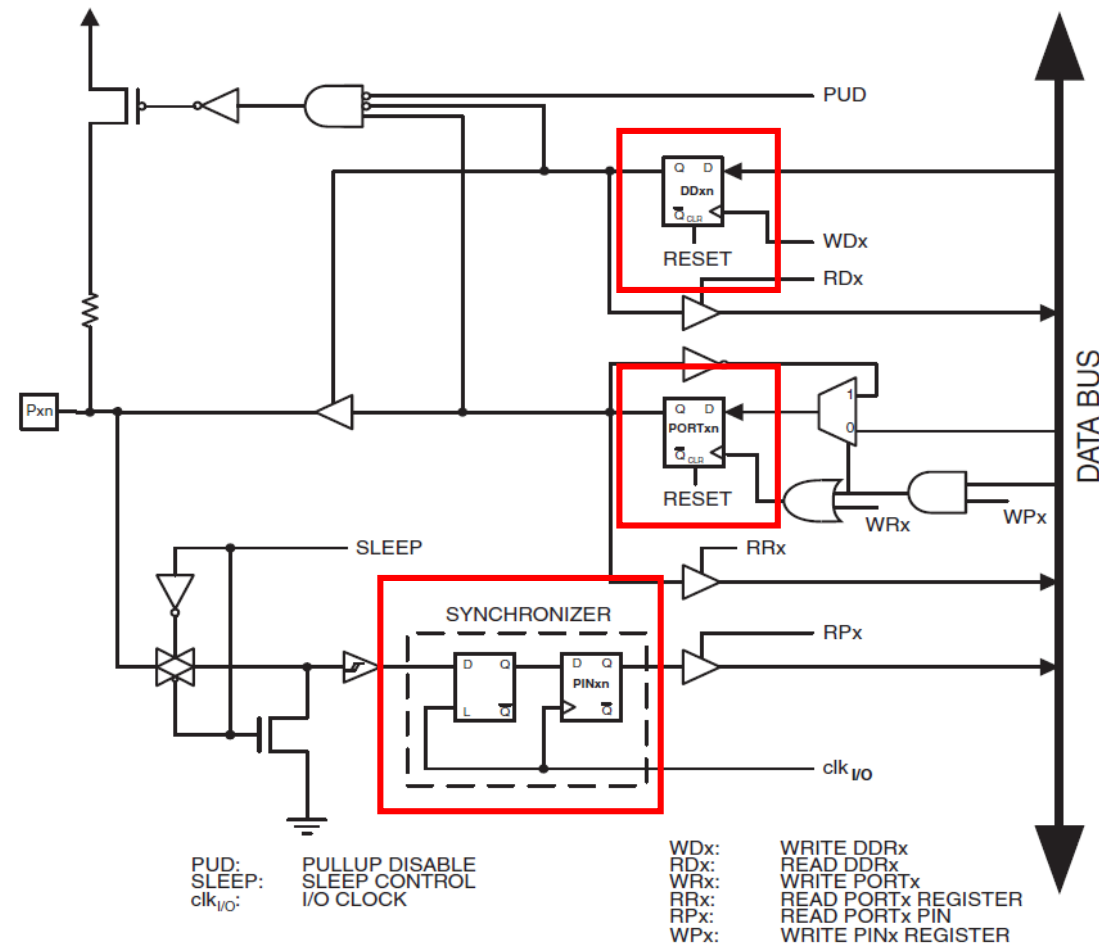 PUD
Q D
DDxn
Q CLR
WDx
RESET
RDx
DATA BUS
Pxn
Q D
PORTxn
Q CLR
1
0
RESET
WRx
WPx
SLEEP
RRx
SYNCHRONIZER
RPx
D Q
L Q
D Q
PINxn
Q
clkI/O
PUD: PULLUP DISABLE
SLEEP: SLEEP CONTROL
clkI/O: I/O CLOCK
WDx: WRITE DDRx
RDx: READ DDRx
WRx: WRITE PORTx
RRx: READ PORTx REGISTER
RPx: READ PORTx PIN
WPx: WRITE PINx REGISTER